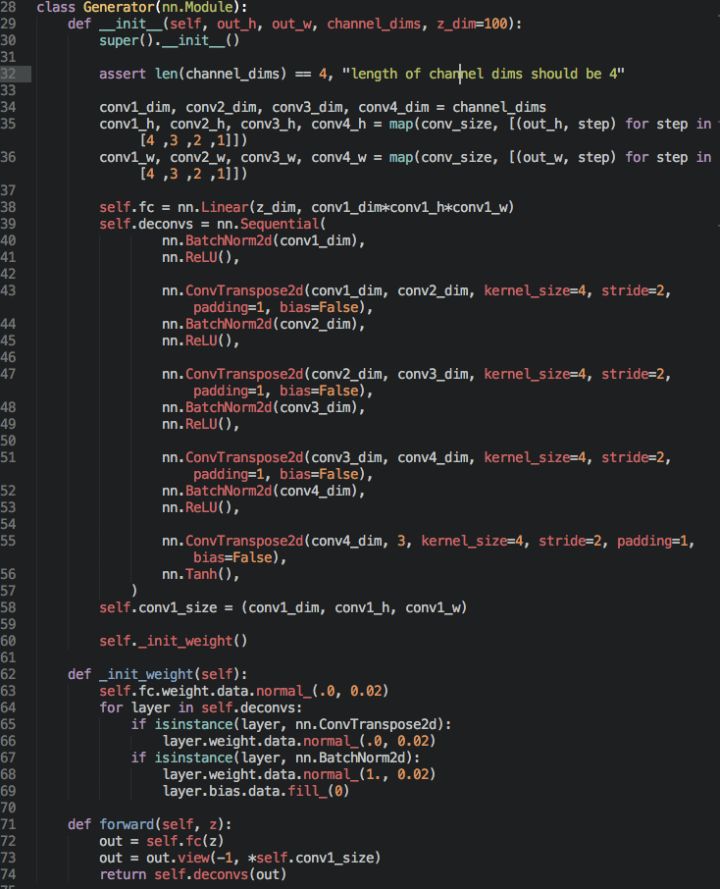 28 class Generator(nn.Module):
29     def __init__(self, out_h, out_w, channel_dims, z_dim=100):
30         super().__init__()
31
32         assert len(channel_dims) == 4, "length of channel dims should be 4"
33
34         conv1_dim, conv2_dim, conv3_dim, conv4_dim = channel_dims
35         conv1_h, conv2_h, conv3_h, conv4_h = map(conv_size, [(out_h, step) for step in
             [4 ,3 ,2 ,1]])
36         conv1_w, conv2_w, conv3_w, conv4_w = map(conv_size, [(out_w, step) for step in
             [4 ,3 ,2 ,1]])
37
38         self.fc = nn.Linear(z_dim, conv1_dim*conv1_h*conv1_w)
39         self.deconvs = nn.Sequential(
40                 nn.BatchNorm2d(conv1_dim),
41                 nn.ReLU(),
42
43                 nn.ConvTranspose2d(conv1_dim, conv2_dim, kernel_size=4, stride=2,
                     padding=1, bias=False),
44                 nn.BatchNorm2d(conv2_dim),
45                 nn.ReLU(),
46
47                 nn.ConvTranspose2d(conv2_dim, conv3_dim, kernel_size=4, stride=2,
                     padding=1, bias=False),
48                 nn.BatchNorm2d(conv3_dim),
49                 nn.ReLU(),
50
51                 nn.ConvTranspose2d(conv3_dim, conv4_dim, kernel_size=4, stride=2,
                     padding=1, bias=False),
52                 nn.BatchNorm2d(conv4_dim),
53                 nn.ReLU(),
54
55                 nn.ConvTranspose2d(conv4_dim, 3, kernel_size=4, stride=2, padding=1,
                     bias=False),
56                 nn.Tanh(),
57             )
58         self.conv1_size = (conv1_dim, conv1_h, conv1_w)
59
60         self._init_weight()
61
62     def _init_weight(self):
63         self.fc.weight.data.normal_(.0, 0.02)
64         for layer in self.deconvs:
65             if isinstance(layer, nn.ConvTranspose2d):
66                 layer.weight.data.normal_(.0, 0.02)
67             if isinstance(layer, nn.BatchNorm2d):
68                 layer.weight.data.normal_(1., 0.02)
69                 layer.bias.data.fill_(0)
70
71     def forward(self, z):
72         out = self.fc(z)
73         out = out.view(-1, *self.conv1_size)
74         return self.deconvs(out)